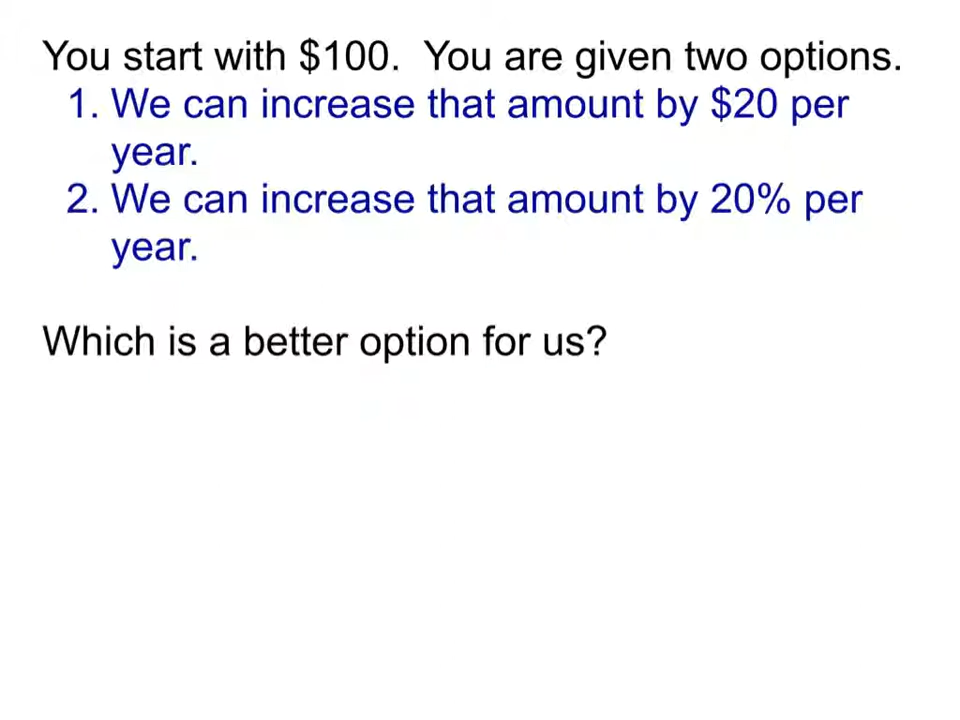 You start with $100.  You are given two options.
1. We can increase that amount by $20 per
year.
2. We can increase that amount by 20% per
year.
Which is a better option for us?